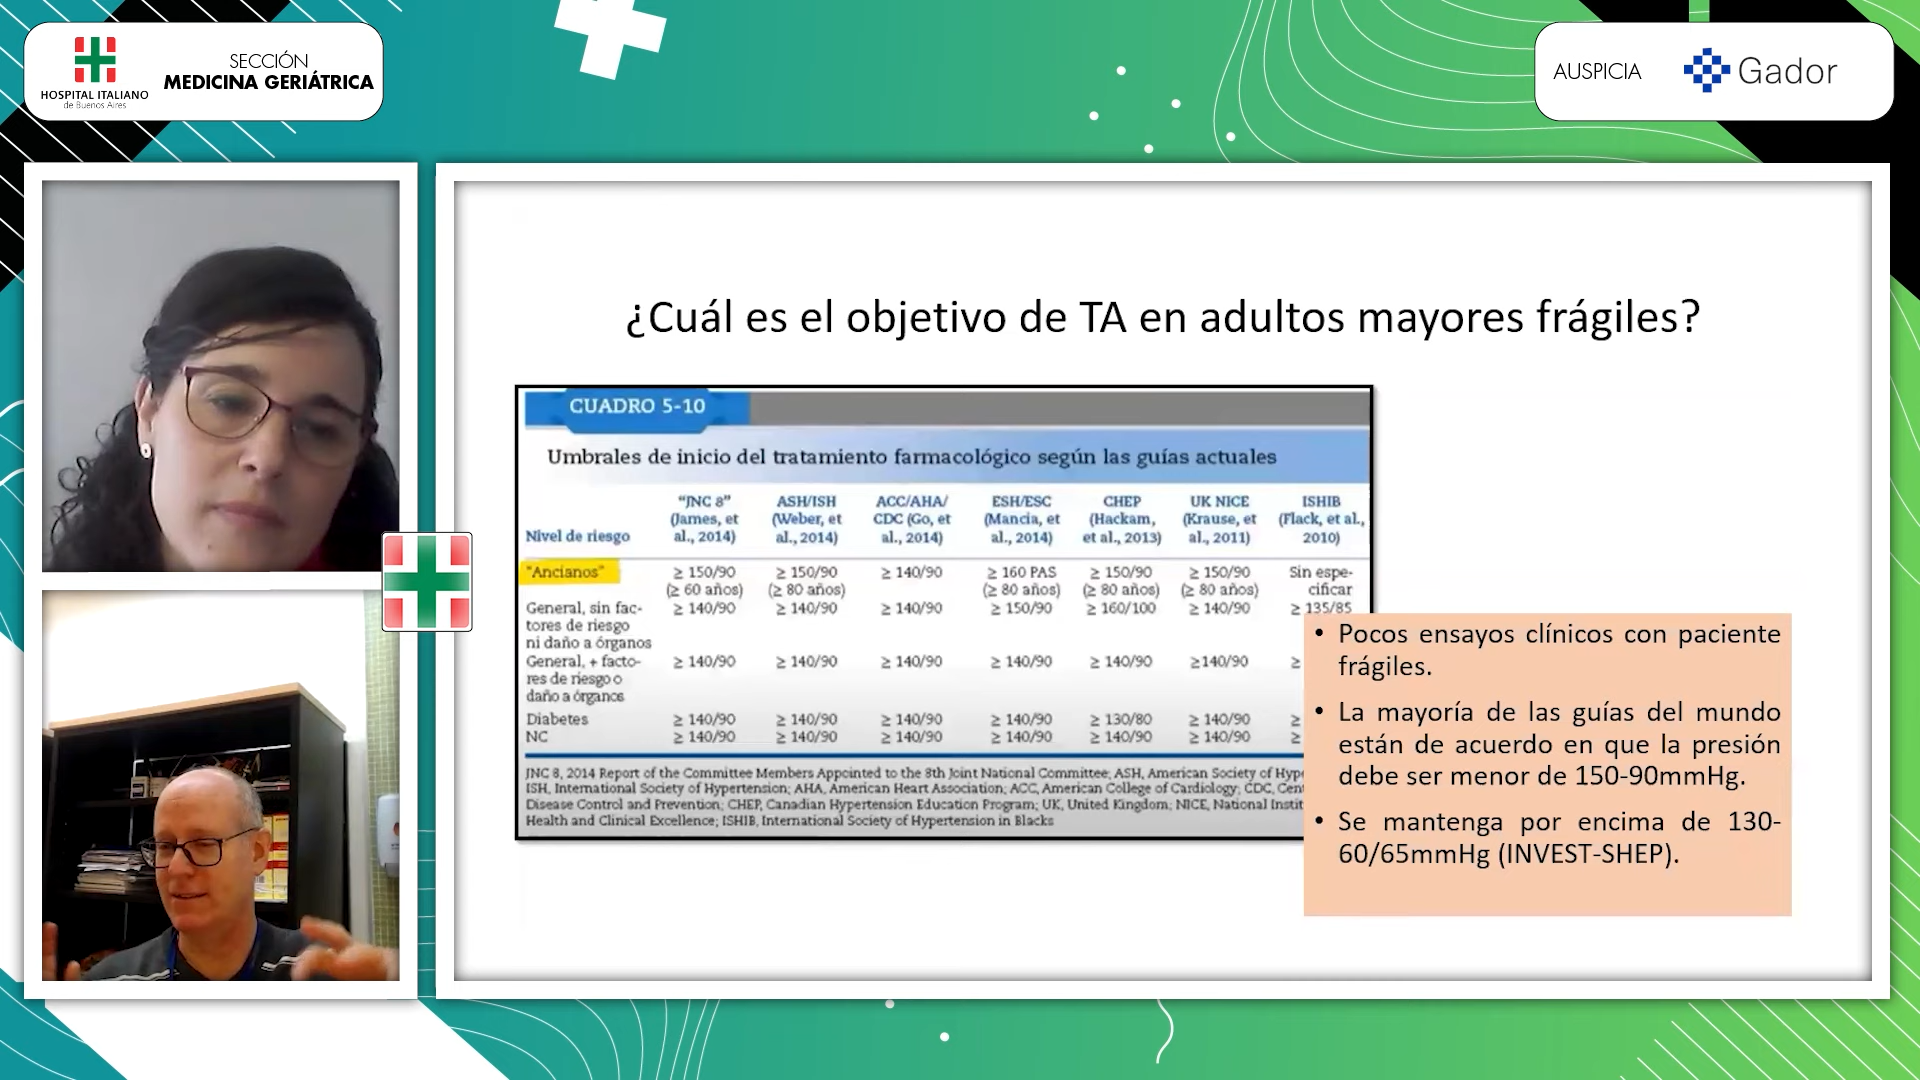 HOSPITAL ITALIANO
de Buenos Aires
SECCIÓN
MEDICINA GERIÁTRICA
AUSPICIA
Gador
¿Cuál es el objetivo de TA en adultos mayores frágiles?
CUADRO 5-10
Umbrales de inicio del tratamiento farmacológico según las guías actuales
Nivel de riesgo
"JNC 8"
(James, et
al., 2014)
ASH/ISH
(Weber, et
al., 2014)
ACC/AHA/
CDC (Go, et
al., 2014)
ESH/ESC
(Mancia, et
al., 2014)
CHEP
(Hackam,
et al., 2013)
UK NICE
(Krause, et
al., 2011)
ISHIB
(Flack, et al.,
2010)
"Ancianos" ≥ 150/90 ≥ 150/90 ≥ 140/90 ≥ 160 PAS ≥ 150/90 ≥ 150/90 Sin espe-
(≥ 60 años) (≥ 80 años) (≥ 80 años) (≥ 80 años) (≥ 80 años) cificar
General, sin fac- ≥ 140/90 ≥ 140/90 ≥ 140/90 ≥ 150/90 ≥ 160/100 ≥ 140/90 ≥ 135/85
tores de riesgo
ni daño a órganos
General, + facto- ≥ 140/90 ≥ 140/90 ≥ 140/90 ≥ 140/90 ≥ 140/90 ≥140/90 ≥
res de riesgo o
daño a órganos
Diabetes ≥ 140/90 ≥ 140/90 ≥ 140/90 ≥ 140/90 ≥ 130/80 ≥ 140/90 ≥
NC ≥ 140/90 ≥ 140/90 ≥ 140/90 ≥ 140/90 ≥ 140/90 ≥ 140/90 ≥
JNC 8, 2014 Report of the Committee Members Appointed to the 8th Joint National Committee; ASH, American Society of Hype
ISH, International Society of Hypertension; AHA, American Heart Association; ACC, American College of Cardiology; CDC, Cen
Disease Control and Prevention; CHEP, Canadian Hypertension Education Program; UK, United Kingdom; NICE, National Instit
Health and Clinical Excellence; ISHIB, International Society of Hypertension in Blacks
• Pocos ensayos clínicos con paciente
frágiles.
• La mayoría de las guías del mundo
están de acuerdo en que la presión
debe ser menor de 150-90mmHg.
• Se mantenga por encima de 130-
60/65mmHg (INVEST-SHEP).